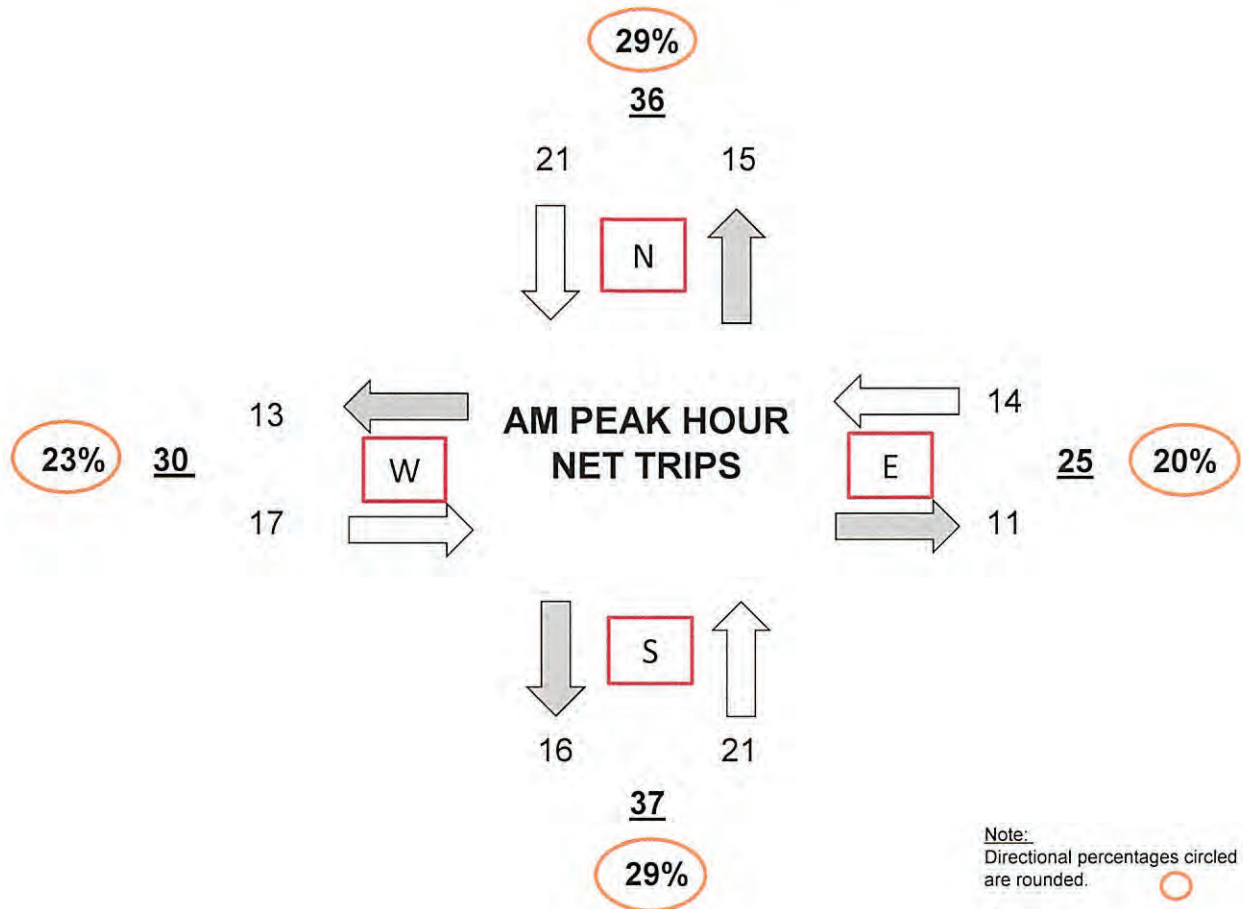 29%
36
21 15
N
13 AM PEAK HOUR 14
23% 30 W NET TRIPS E 25 20%
17 11
S
16 21
37
29%
Note:
Directional percentages circled
are rounded.